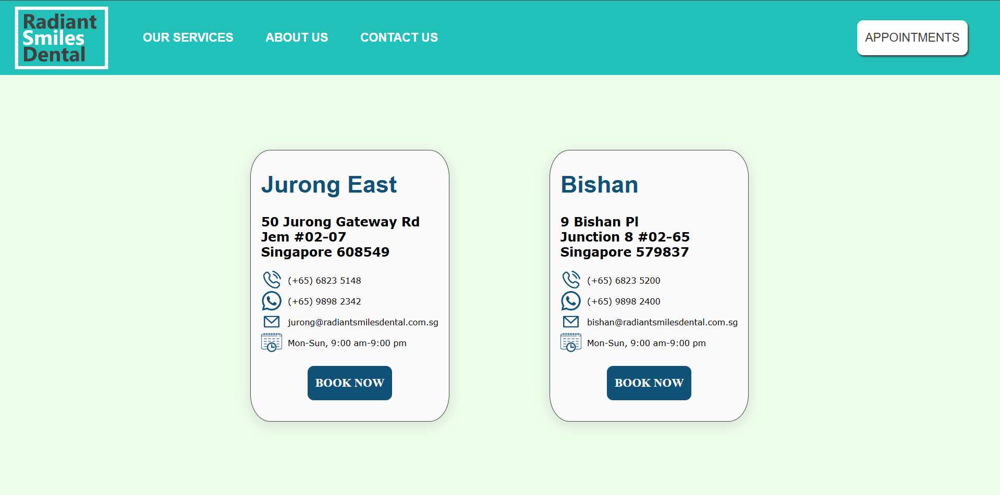 Radiant
Smiles
Dental
OUR SERVICES
ABOUT US
CONTACT US
APPOINTMENTS
Jurong East
50 Jurong Gateway Rd
Jem #02-07
Singapore 608549
(+65) 6823 5148
(+65) 9898 2342
jurong@radiantsmilesdental.com.sg
Mon-Sun, 9:00 am-9:00 pm
BOOK NOW
Bishan
9 Bishan Pl
Junction 8 #02-65
Singapore 579837
(+65) 6823 5200
(+65) 9898 2400
bishan@radiantsmilesdental.com.sg
Mon-Sun, 9:00 am-9:00 pm
BOOK NOW